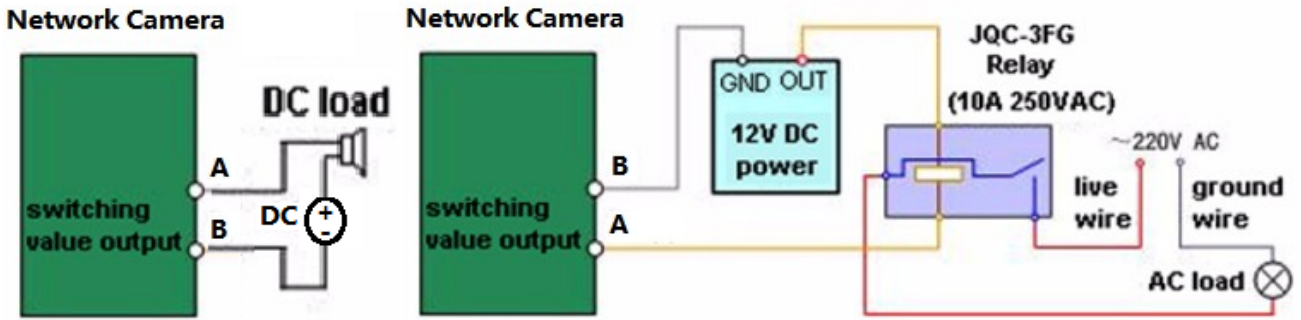 Network Camera
DC load
A
switching
value output
B
DC
+
-
Network Camera
GND OUT
12V DC
power
B
switching
value output
A
JQC-3FG
Relay
(10A 250VAC)
~220V AC
live
wire
ground
wire
AC load